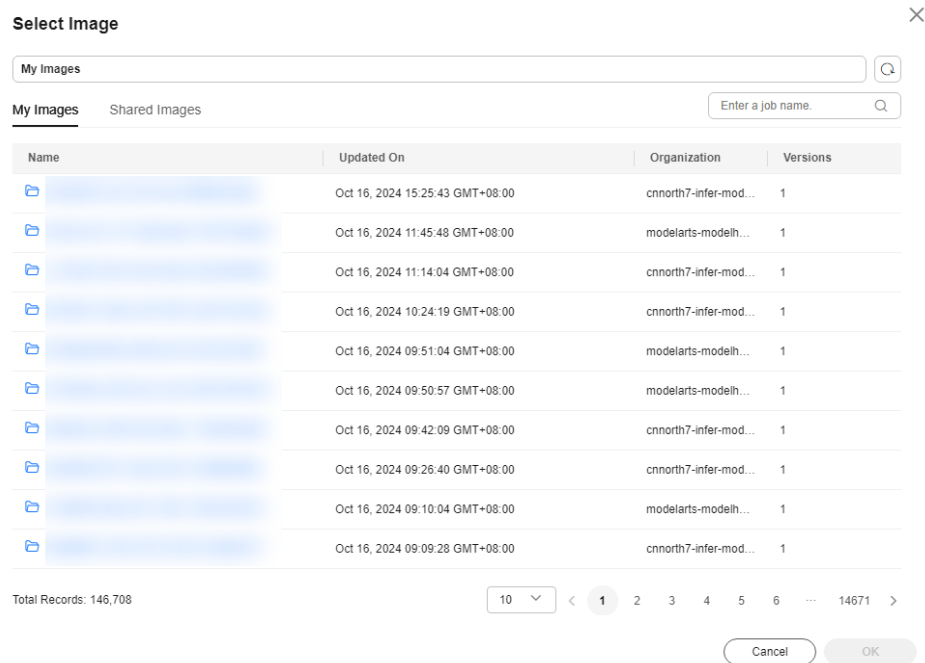 Select Image
My Images
My Images Shared Images Enter a job name.
Name Updated On Organization Versions
Oct 16, 2024 15:25:43 GMT+08:00 cnnorth7-infer-mod... 1
Oct 16, 2024 11:45:48 GMT+08:00 modelarts-modelh... 1
Oct 16, 2024 11:14:04 GMT+08:00 cnnorth7-infer-mod... 1
Oct 16, 2024 10:24:19 GMT+08:00 cnnorth7-infer-mod... 1
Oct 16, 2024 09:51:04 GMT+08:00 modelarts-modelh... 1
Oct 16, 2024 09:50:57 GMT+08:00 modelarts-modelh... 1
Oct 16, 2024 09:42:09 GMT+08:00 cnnorth7-infer-mod... 1
Oct 16, 2024 09:26:40 GMT+08:00 cnnorth7-infer-mod... 1
Oct 16, 2024 09:10:04 GMT+08:00 modelarts-modelh... 1
Oct 16, 2024 09:09:28 GMT+08:00 cnnorth7-infer-mod... 1
Total Records: 146,708 10 < 1 2 3 4 5 6 ... 14671 >
Cancel OK